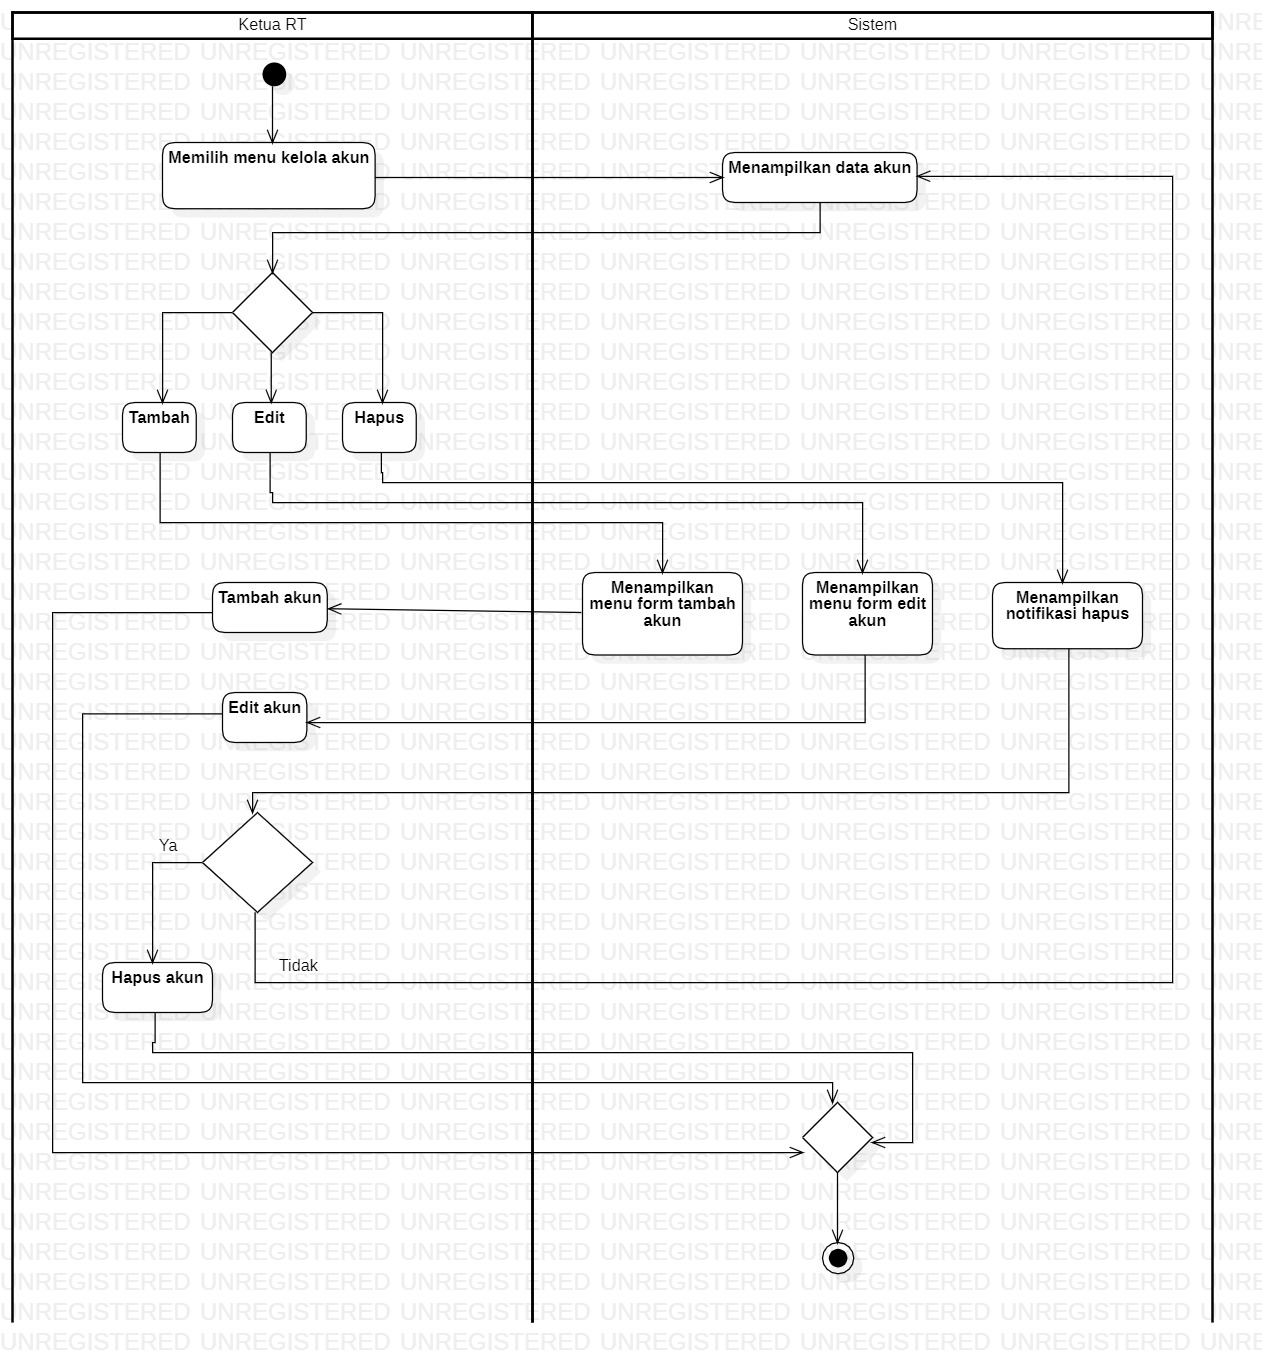 Ketua RT
Sistem
Memilih menu kelola akun
Menampilkan data akun
Tambah
Edit
Hapus
Tambah akun
Menampilkan
menu form tambah
akun
Menampilkan
menu form edit
akun
Menampilkan
notifikasi hapus
Edit akun
Ya
Tidak
Hapus akun
UNREGISTERED